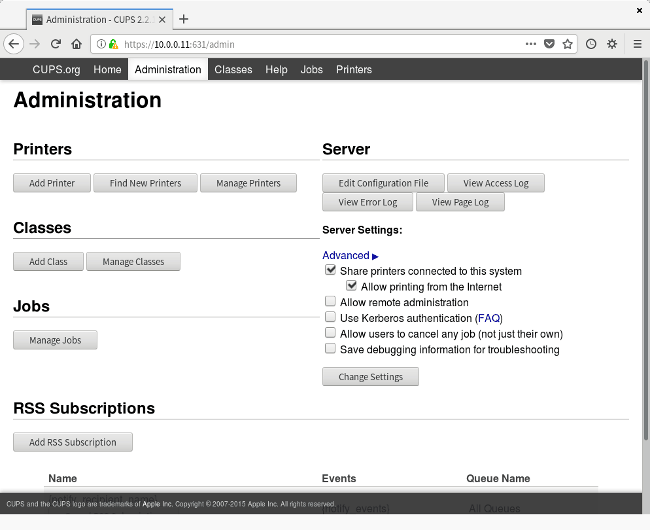 Administration - CUPS 2.2.
https://10.0.0.11:631/admin
CUPS.org Home Administration Classes Help Jobs Printers
Administration
Printers
Add Printer Find New Printers Manage Printers
Classes
Add Class Manage Classes
Jobs
Manage Jobs
Server
Edit Configuration File View Access Log
View Error Log View Page Log
Server Settings:
Advanced ▶
Share printers connected to this system
Allow printing from the Internet
Allow remote administration
Use Kerberos authentication (FAQ)
Allow users to cancel any job (not just their own)
Save debugging information for troubleshooting
Change Settings
RSS Subscriptions
Add RSS Subscription
Name Events Queue Name
CUPS and the CUPS logo are trademarks of Apple Inc. Copyright © 2007-2015 Apple Inc. All rights reserved.
All Queues